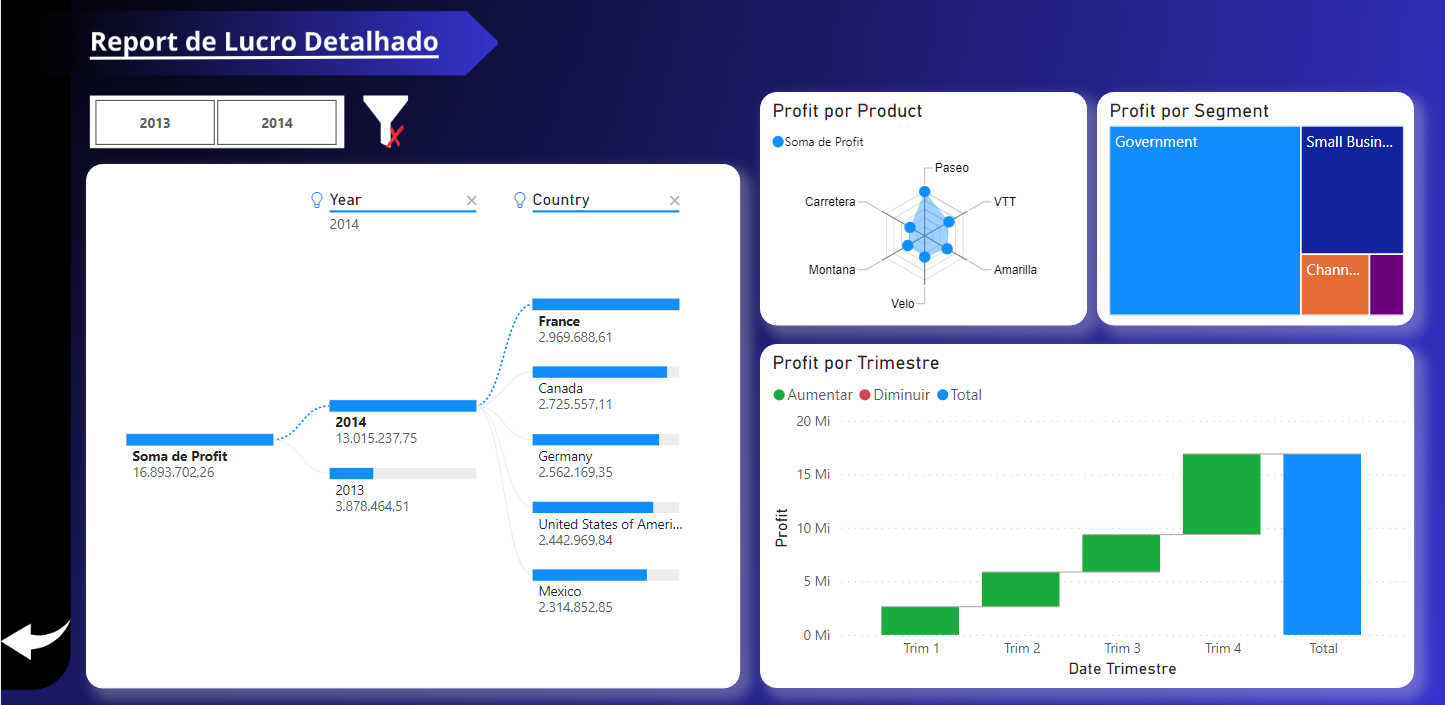 Report de Lucro Detalhado
2013
2014
Year
2014
Country
Soma de Profit
16.893.702,26
2014
13.015.237,75
2013
3.878.464,51
France
2.969.688,61
Canada
2.725.557,11
Germany
2.562.169,35
United States of Ameri...
2.442.969,84
Mexico
2.314.852,85
Profit por Product
Soma de Profit
Paseo
VTT
Amarilla
Velo
Montana
Carretera
Profit por Segment
Government
Small Busin...
Chann...
Profit por Trimestre
Aumentar Diminuir Total
Profit
20 Mi
15 Mi
10 Mi
5 Mi
0 Mi
Trim 1 Trim 2 Trim 3 Trim 4 Total
Date Trimestre